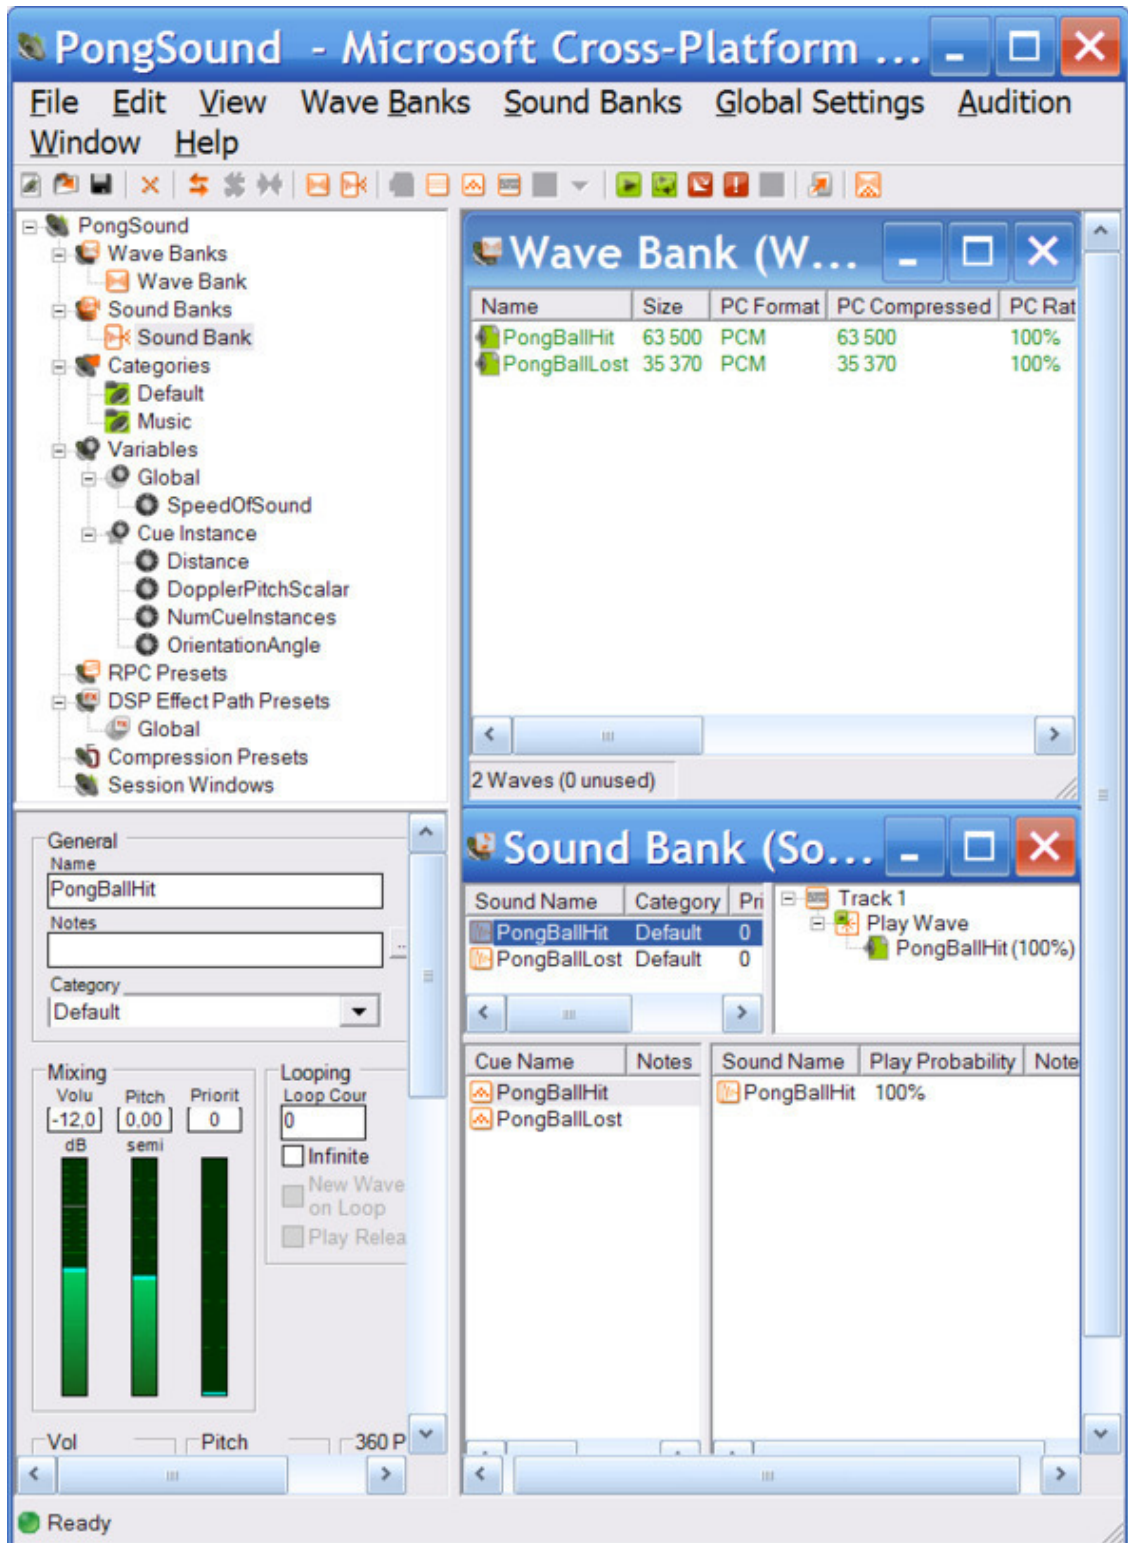 PongSound - Microsoft Cross-Platform ...
File Edit View Wave Banks Sound Banks Global Settings Audition
Window Help
PongSound
Wave Banks
Wave Bank
Sound Banks
Sound Bank
Categories
Default
Music
Variables
Global
SpeedOfSound
Cue Instance
Distance
DopplerPitchScalar
NumCueInstances
OrientationAngle
RPC Presets
DSP Effect Path Presets
Global
Compression Presets
Session Windows
Wave Bank (W...
Name Size PC Format PC Compressed PC Rat
PongBallHit 63 500 PCM 63 500 100%
PongBallLost 35 370 PCM 35 370 100%
2 Waves (0 unused)
General
Name
PongBallHit
Notes
...
Category
Default
Mixing
Volu Pitch Priorit
-12,0 0,00 0
dB semi
Looping
Loop Cour
0
Infinite
New Wave
on Loop
Play Relea
Vol Pitch 360 P
Sound Bank (So...
Sound Name Category Pri
PongBallHit Default 0
PongBallLost Default 0
Track 1
Play Wave
PongBallHit (100%)
Cue Name Notes
PongBallHit
PongBallLost
Sound Name Play Probability Note
PongBallHit 100%
Ready